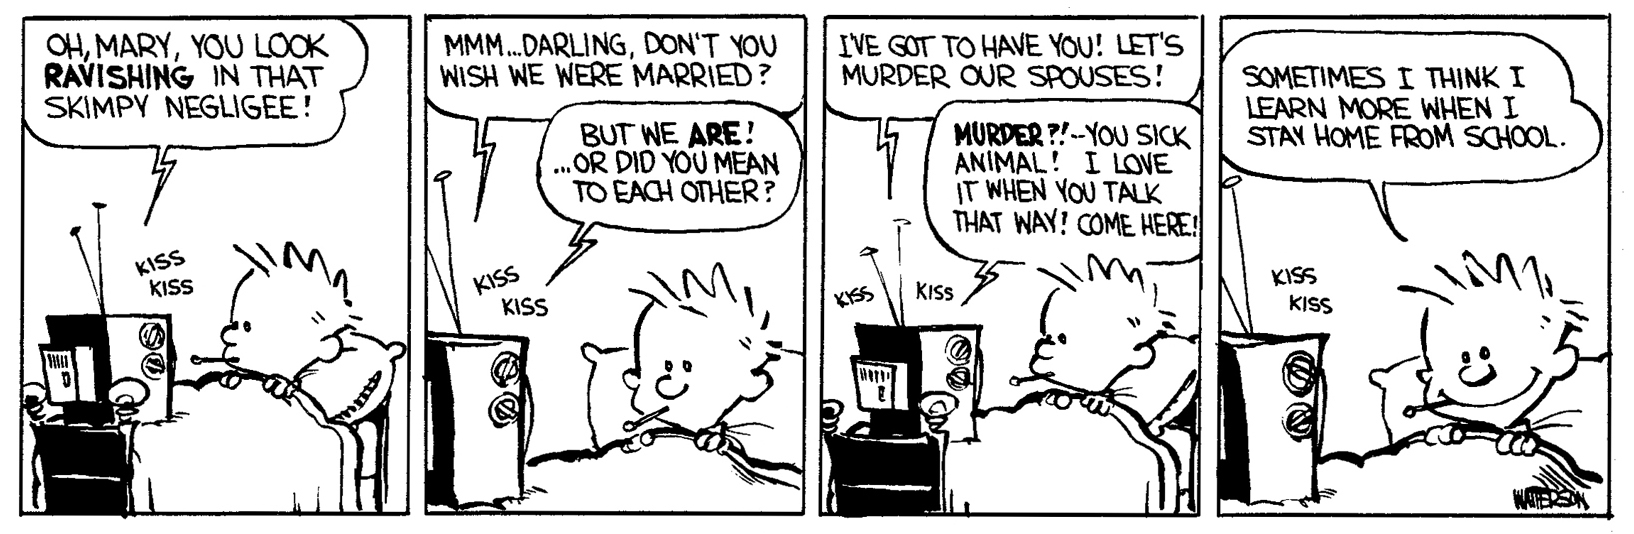 OH, MARY, YOU LOOK
RAVISHING IN THAT
SKIMPY NEGLIGEE!
KISS
KISS
MMM...DARLING, DON'T YOU
WISH WE WERE MARRIED?
BUT WE ARE!
...OR DID YOU MEAN
TO EACH OTHER?
KISS
KISS
I'VE GOT TO HAVE YOU! LET'S
MURDER OUR SPOUSES!
MURDER?!--YOU SICK
ANIMAL! I LOVE
IT WHEN YOU TALK
THAT WAY! COME HERE!
KISS
KISS
SOMETIMES I THINK I
LEARN MORE WHEN I
STAY HOME FROM SCHOOL.
KISS
KISS
WATTERSON